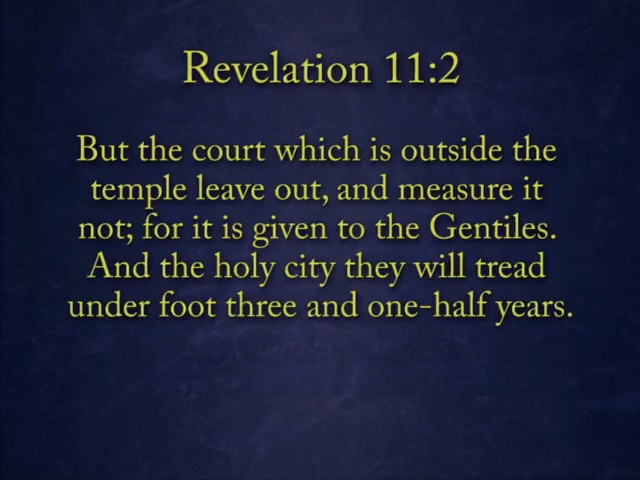 Revelation 11:2
But the court which is outside the
temple leave out, and measure it
not; for it is given to the Gentiles.
And the holy city they will tread
under foot three and one-half years.